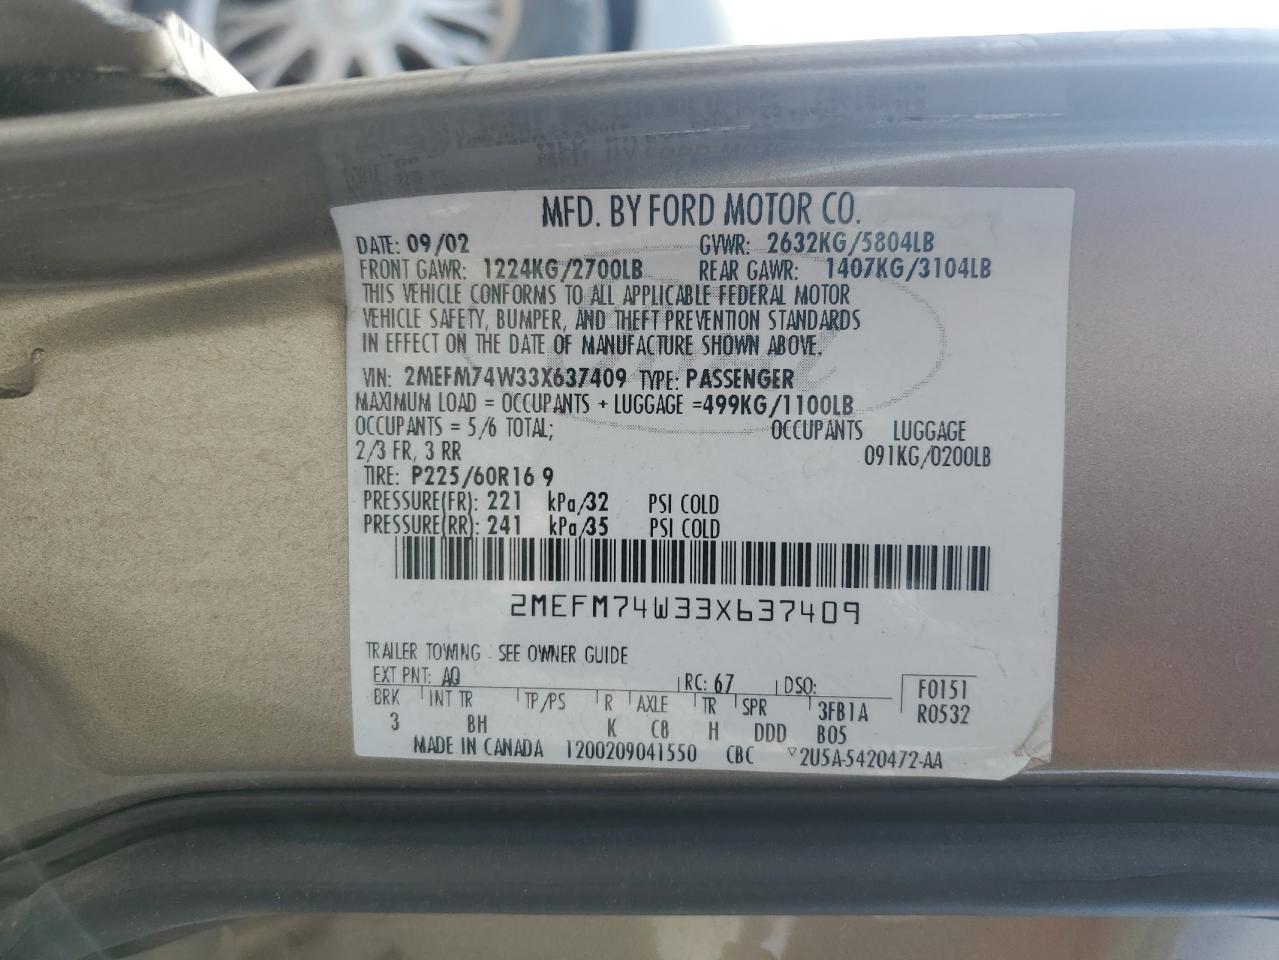 MFD. BY FORD MOTOR CO.
DATE: 09/02 GVWR: 2632KG/5804LB
FRONT GAWR: 1224KG/2700LB REAR GAWR: 1407KG/3104LB
THIS VEHICLE CONFORMS TO ALL APPLICABLE FEDERAL MOTOR
VEHICLE SAFETY, BUMPER, AND THEFT PREVENTION STANDARDS
IN EFFECT ON THE DATE OF MANUFACTURE SHOWN ABOVE.
VIN: 2MEFM74W33X637409 TYPE: PASSENGER
MAXIMUM LOAD = OCCUPANTS + LUGGAGE =499KG/1100LB
OCCUPANTS = 5/6 TOTAL; OCCUPANTS LUGGAGE
2/3 FR, 3 RR 091KG/0200LB
TIRE: P225/60R16 9
PRESSURE(FR): 221 kPa/32 PSI COLD
PRESSURE(RR): 241 kPa/35 PSI COLD
2MEFM74W33X637409
TRAILER TOWING - SEE OWNER GUIDE
EXT PNT: AQ RC: 67 DSO: F0151
BRK INT TR TP/PS R AXLE TR SPR 3FB1A R0532
3 BH K C8 H DDD B05
MADE IN CANADA 1200209041550 CBC ▽2U5A-5420472-AA